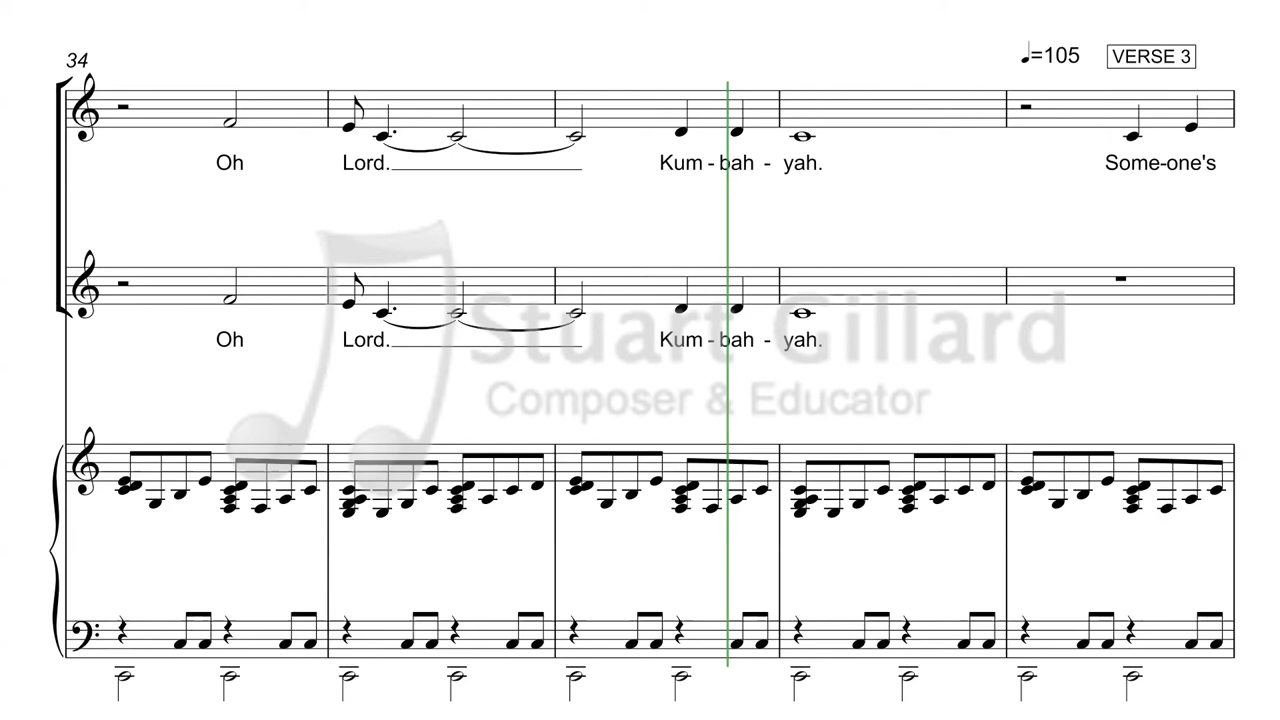 34
♩=105 VERSE 3
Oh Lord. Kum - bah - yah. Some-one's
Oh Lord. Kum - bah - yah.
Stuart Gillard
Composer & Educator